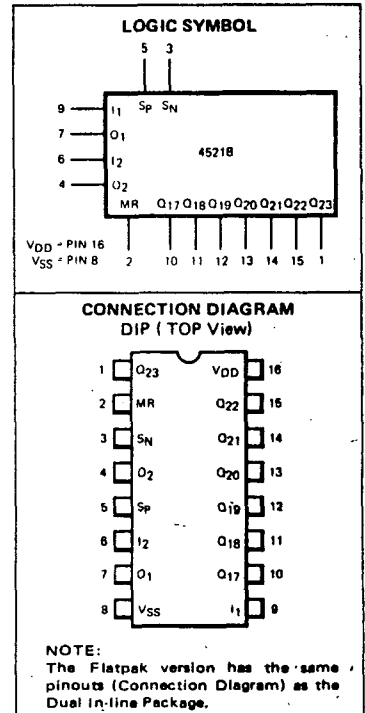 LOGIC SYMBOL
5 3
9 I1 SP SN
7 O1 4521B
6 I2
4 O2
MR Q17 Q18 Q19 Q20 Q21 Q22 Q23
VDD = PIN 16
VSS = PIN 8 2 10 11 12 13 14 15 1
CONNECTION DIAGRAM
DIP (TOP View)
1 Q23 VDD 16
2 MR Q22 15
3 SN Q21 14
4 O2 Q20 13
5 SP Q19 12
6 I2 Q18 11
7 O1 Q17 10
8 VSS I1 9
NOTE:
The Flatpak version has the same
pinouts (Connection Diagram) as the
Dual In-line Package.